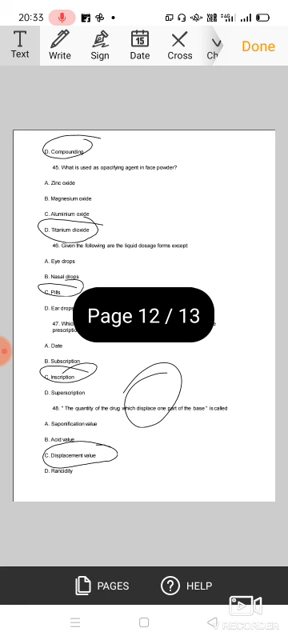 20:33
Text
Write
Sign
Date
Cross
Ch
Done
D. Compounding
45. What is used as opacifying agent in face powder?
A. Zinc oxide
B. Magnesium oxide
C. Aluminium oxide
D. Titanium dioxide
46. Given the following are the liquid dosage forms except
A. Eye drops
B. Nasal drops
C. Pills
D. Ear drops
Page 12 / 13
47.
prescription
A. Date
B. Subscription
C. Inscription
D. Superscription
48. " The quantity of the drug which displace one part of the base" is called
A. Saponification value
B. Acid value
C. Displacement value
D. Rancidity
PAGES
HELP
RECORDER